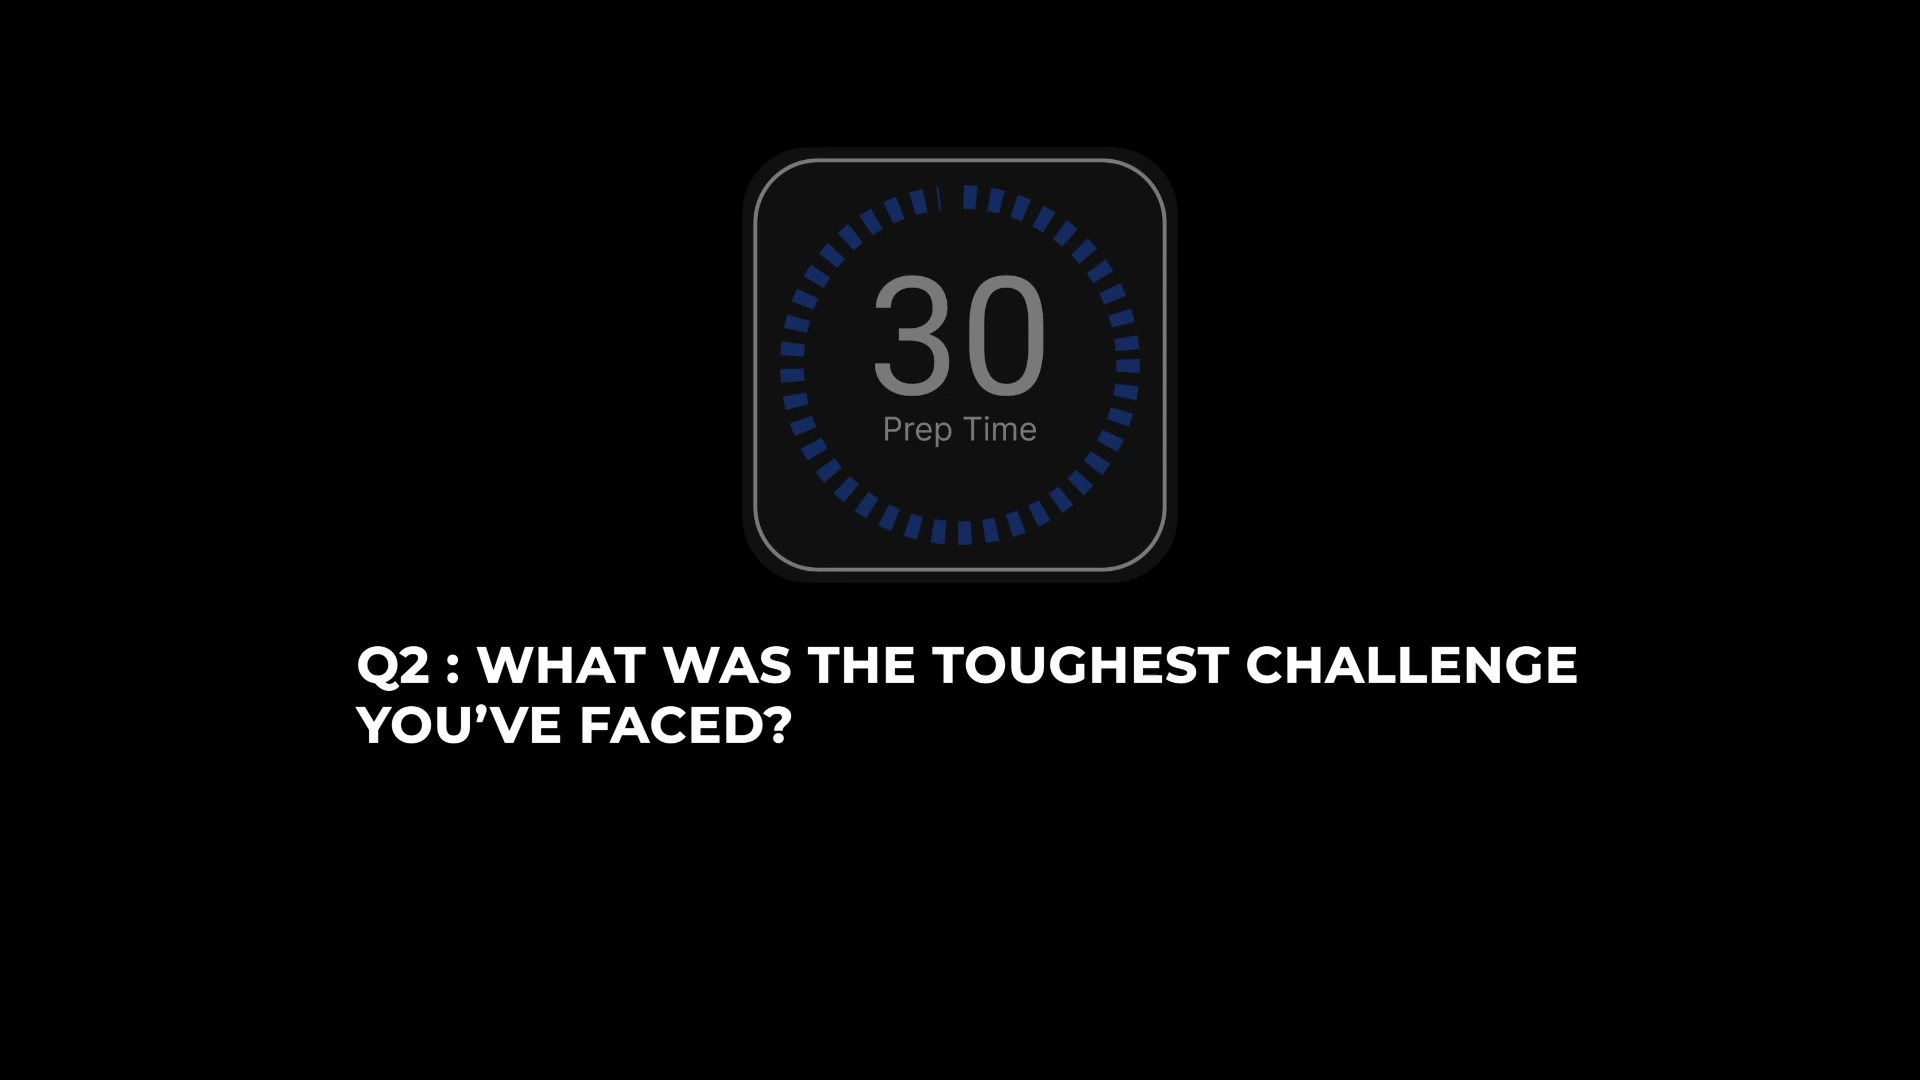 30
Prep Time
Q2 : WHAT WAS THE TOUGHEST CHALLENGE
YOU’VE FACED?